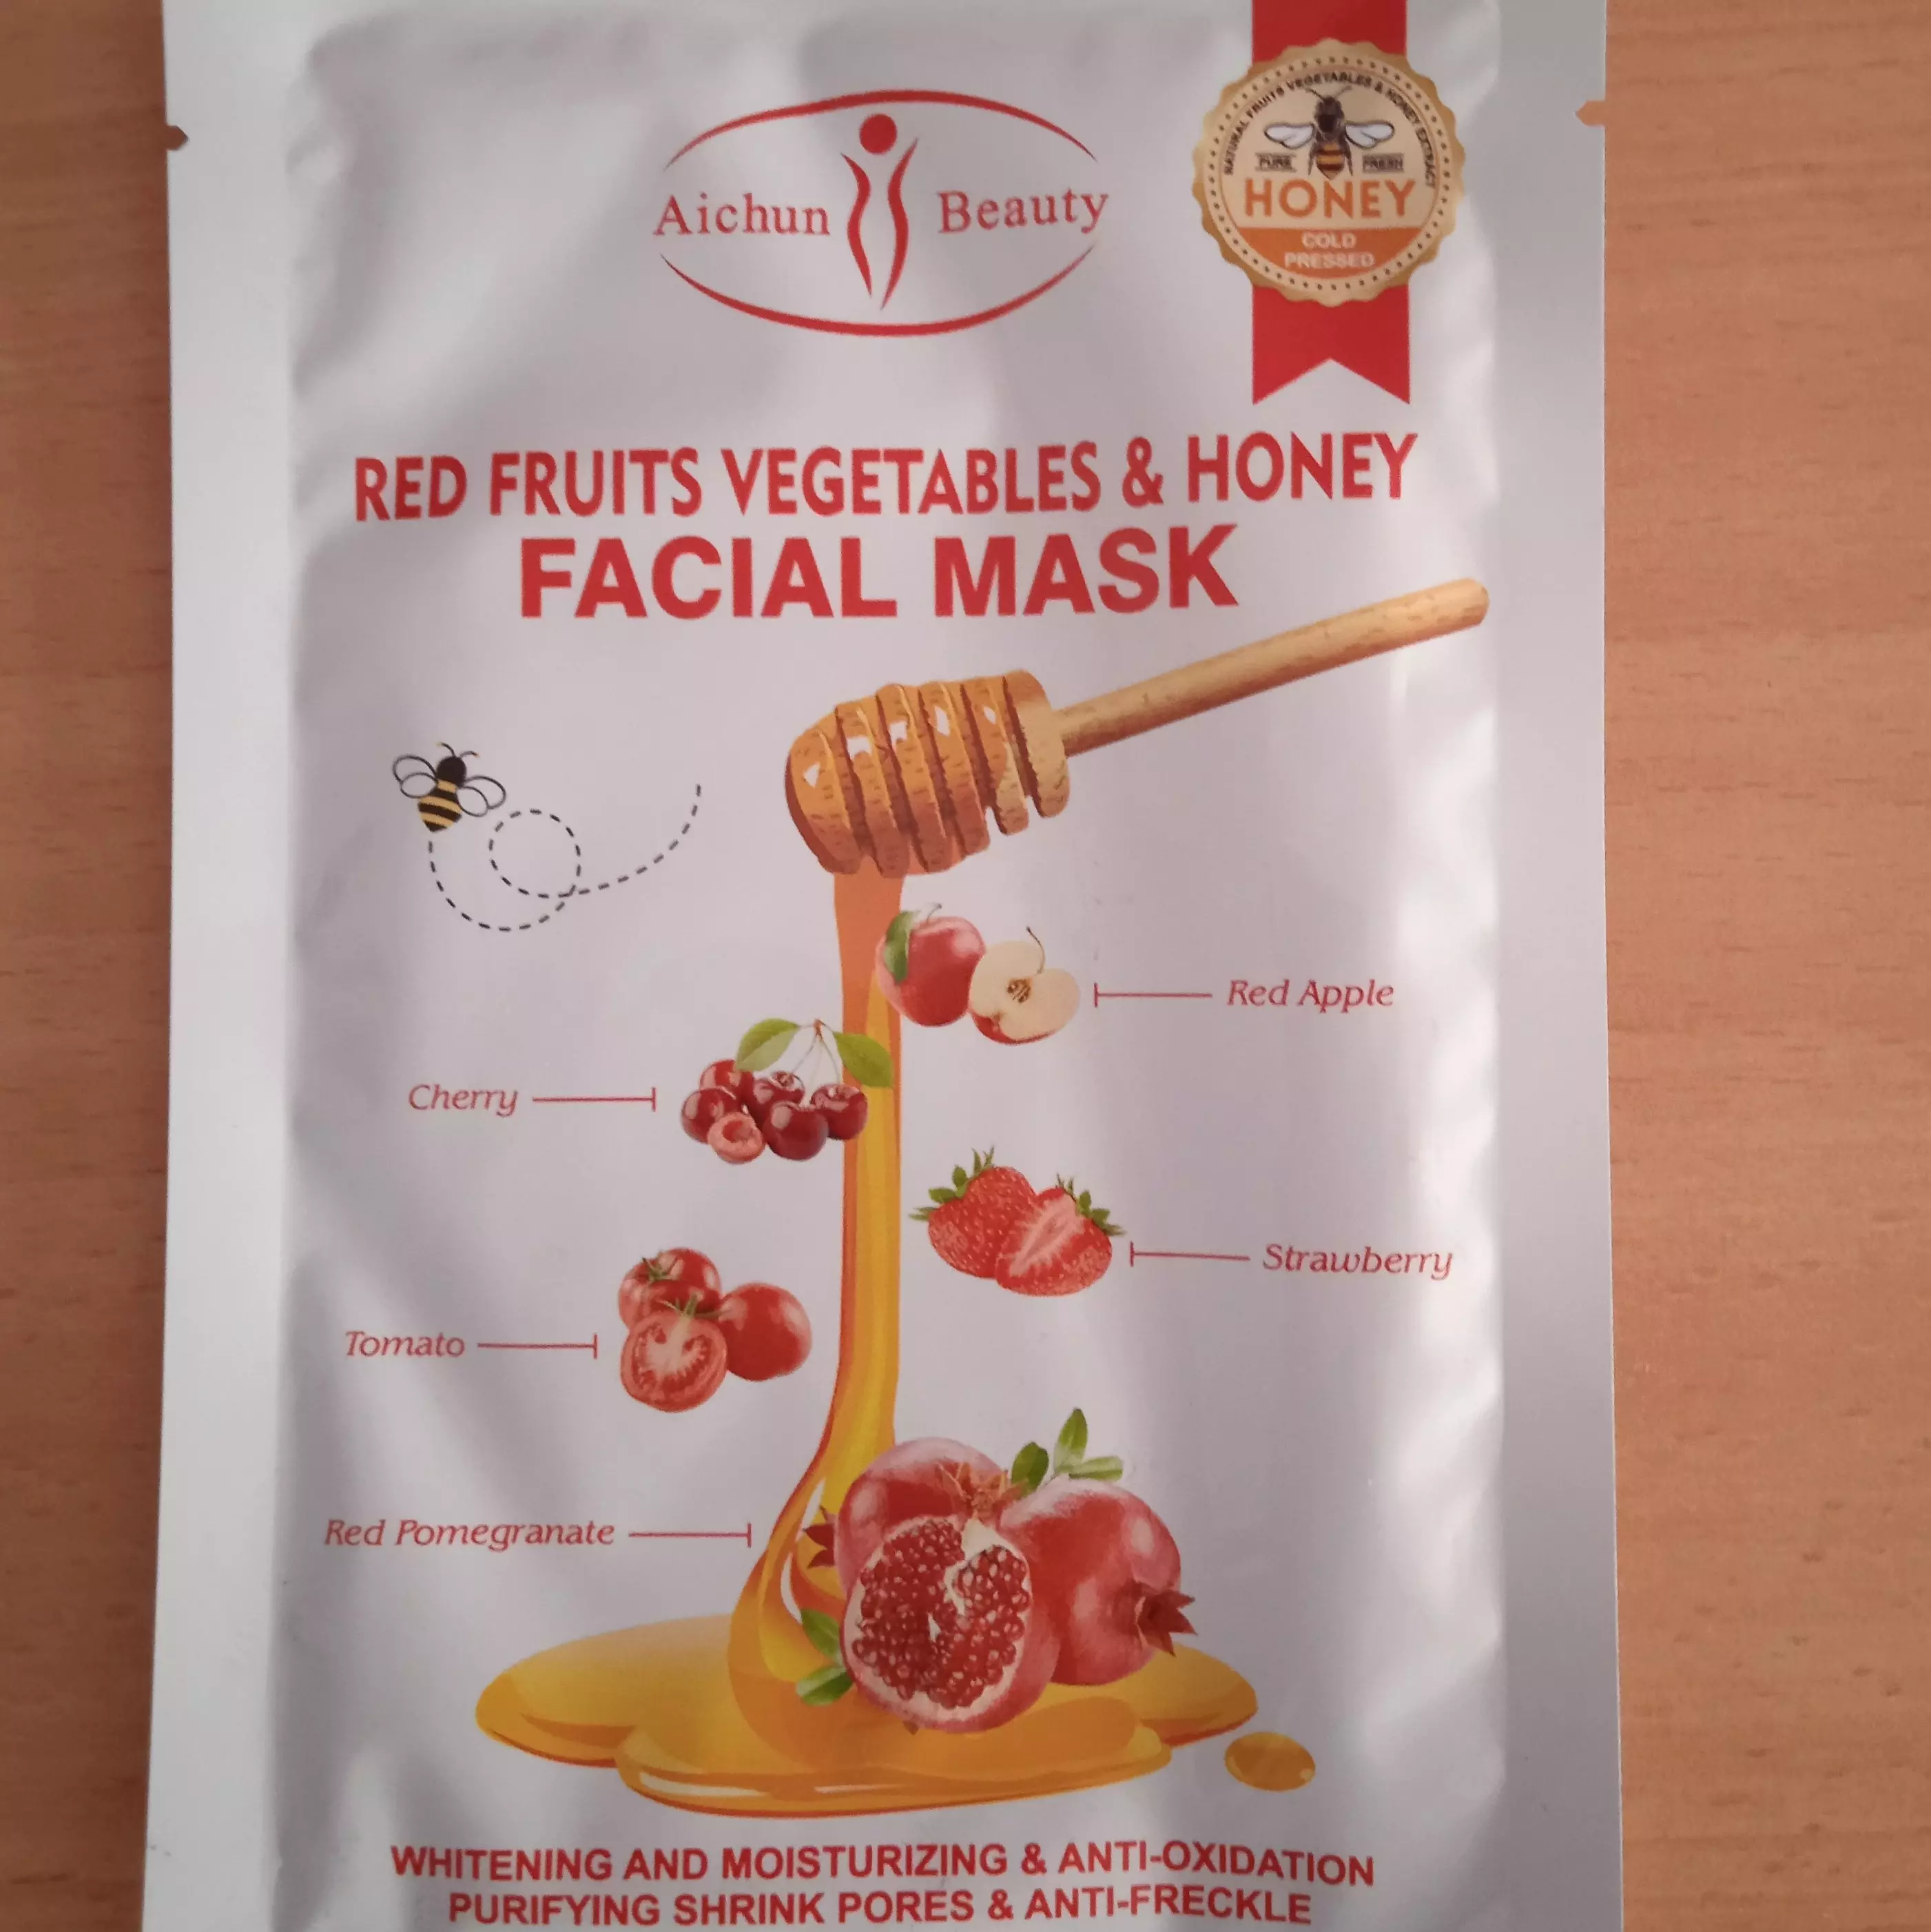 Aichun Beauty
NATURAL FRUITS VEGETABLES & HONEY EXTRACT
PURE FRESH
HONEY
COLD
PRESSED
RED FRUITS VEGETABLES & HONEY
FACIAL MASK
Red Apple
Cherry
Strawberry
Tomato
Red Pomegranate
WHITENING AND MOISTURIZING & ANTI-OXIDATION
PURIFYING SHRINK PORES & ANTI-FRECKLE